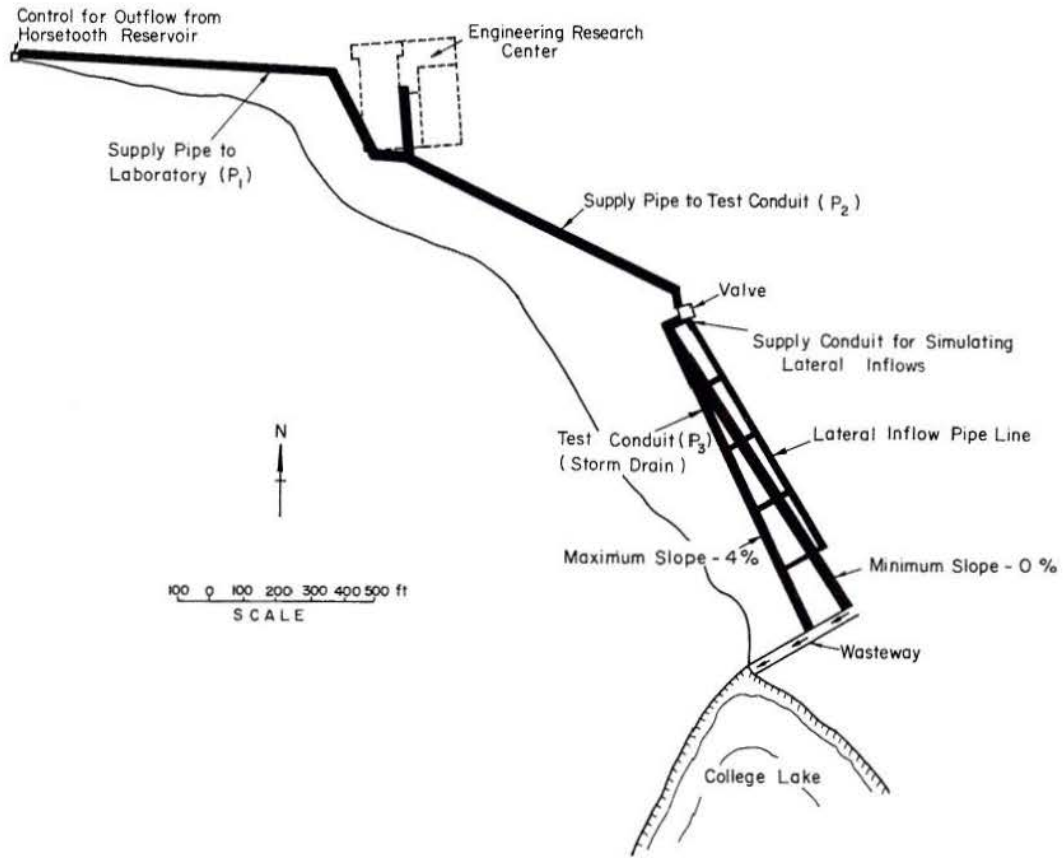 Control for Outflow from
Horsetooth Reservoir
Engineering Research
Center
Supply Pipe to
Laboratory (P1)
Supply Pipe to Test Conduit ( P2 )
Valve
Supply Conduit for Simulating
Lateral Inflows
Test Conduit (P3)
( Storm Drain )
Lateral Inflow Pipe Line
N
Maximum Slope - 4%
Minimum Slope - 0 %
100 0 100 200 300 400 500 ft
SCALE
Wasteway
College Lake